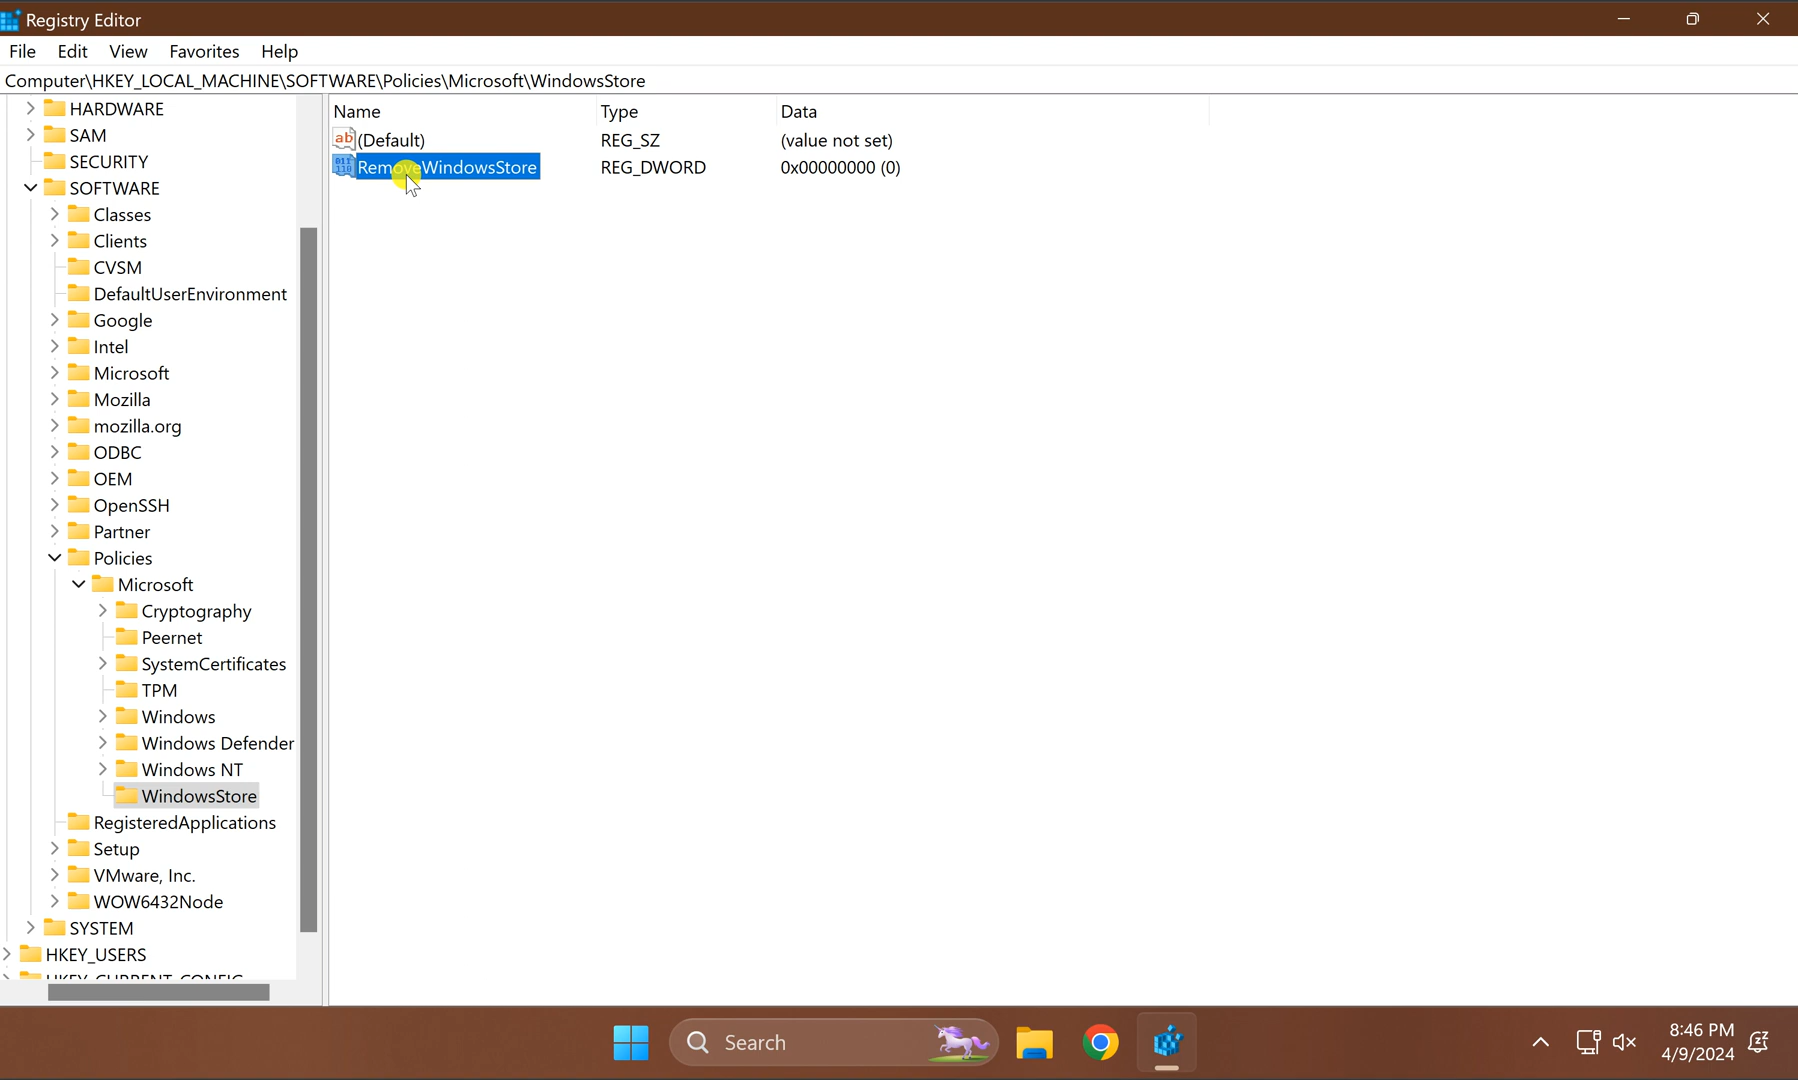 Registry Editor
File Edit View Favorites Help
Computer\HKEY_LOCAL_MACHINE\SOFTWARE\Policies\Microsoft\WindowsStore
HARDWARE
SAM
SECURITY
SOFTWARE
Classes
Clients
CVSM
DefaultUserEnvironment
Google
Intel
Microsoft
Mozilla
mozilla.org
ODBC
OEM
OpenSSH
Partner
Policies
Microsoft
Cryptography
Peernet
SystemCertificates
TPM
Windows
Windows Defender
Windows NT
WindowsStore
RegisteredApplications
Setup
VMware, Inc.
WOW6432Node
SYSTEM
HKEY_USERS
HKEY_CURRENT_CONFIG
Name Type Data
(Default) REG_SZ (value not set)
RemoveWindowsStore REG_DWORD 0x00000000 (0)
Search
8:46 PM
4/9/2024